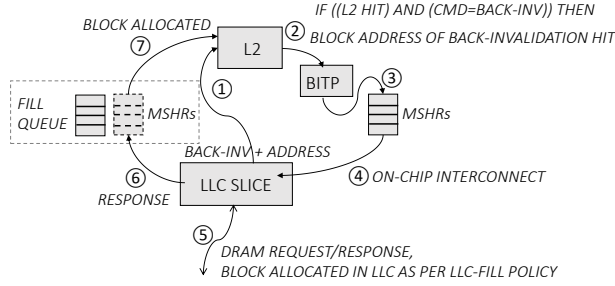 IF ((L2 HIT) AND (CMD=BACK-INV)) THEN
BLOCK ALLOCATED
2
7
L2
BLOCK ADDRESS OF BACK-INVALIDATION HIT
1
BITP
3
FILL
QUEUE
MSHRs
MSHRs
BACK-INV + ADDRESS
6
RESPONSE
LLC SLICE
4 ON-CHIP INTERCONNECT
5
DRAM REQUEST/RESPONSE,
BLOCK ALLOCATED IN LLC AS PER LLC-FILL POLICY